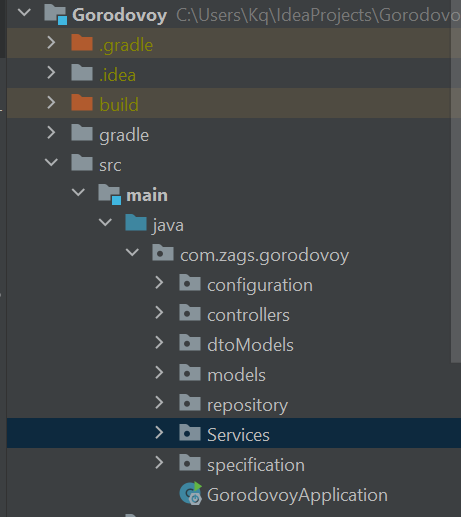 Gorodovoy C:\Users\Kq\IdeaProjects\Gorodovo
.gradle
.idea
build
gradle
src
main
java
com.zags.gorodovoy
configuration
controllers
dtoModels
models
repository
Services
specification
GorodovoyApplication